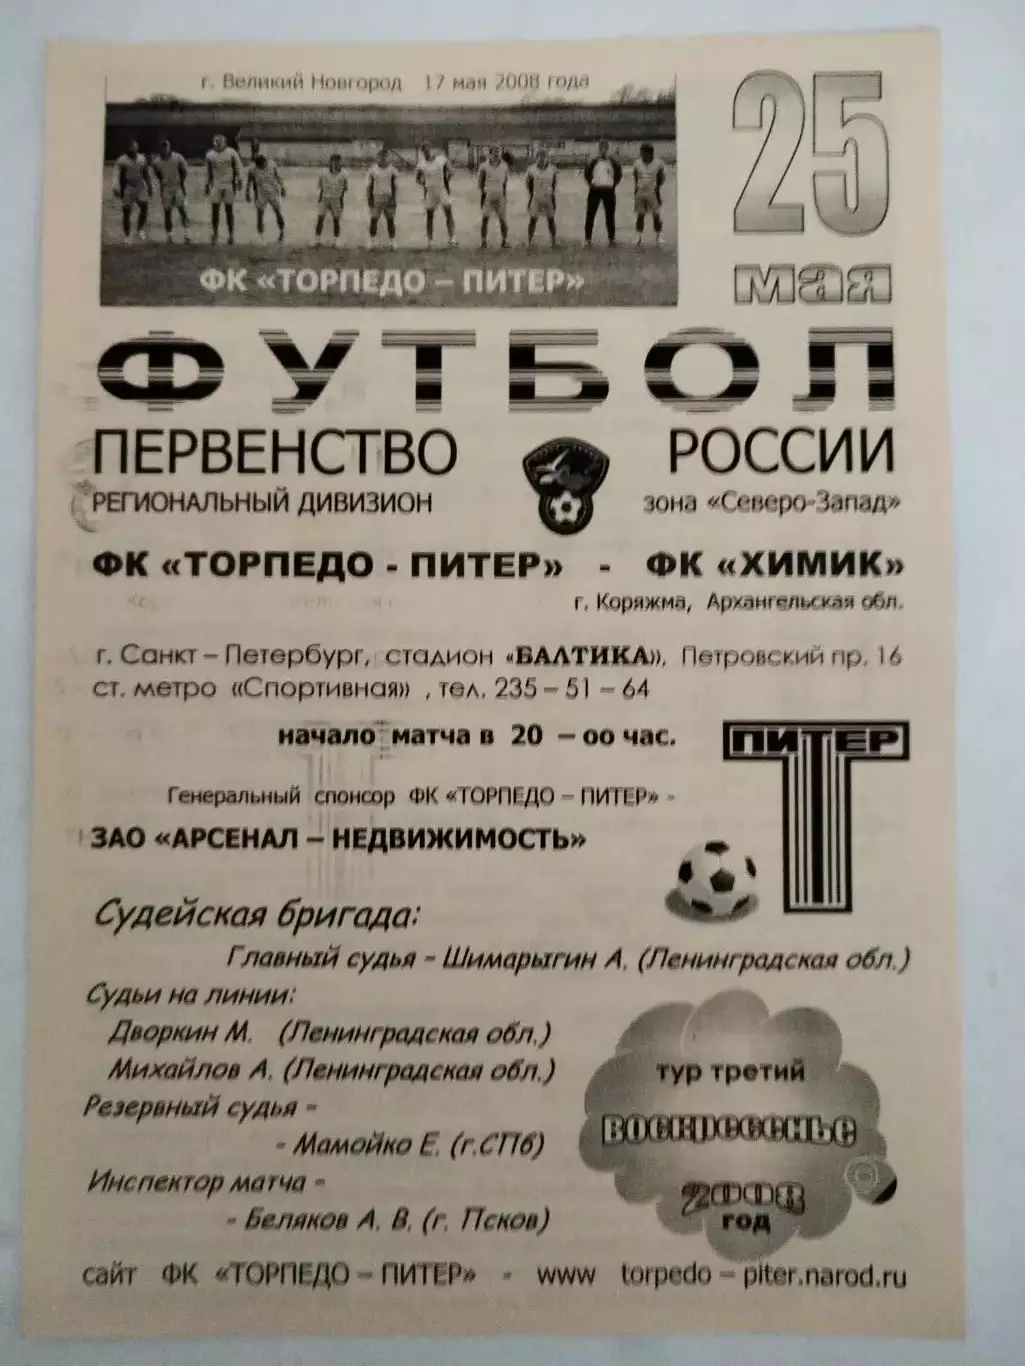 г. Великий Новгород 17 мая 2008 года
25
мая
ФК «ТОРПЕДО – ПИТЕР»
ФУТБОЛ
ПЕРВЕНСТВО РОССИИ
РЕГИОНАЛЬНЫЙ ДИВИЗИОН зона «Северо-Запад»
ФК «ТОРПЕДО - ПИТЕР» - ФК «ХИМИК»
г. Коряжма, Архангельская обл.
г. Санкт – Петербург, стадион «БАЛТИКА», Петровский пр. 16
ст. метро «Спортивная» , тел. 235 – 51 – 64
начало матча в 20 – оо час.
ПИТЕР
Т
Генеральный спонсор ФК «ТОРПЕДО – ПИТЕР» -
ЗАО «АРСЕНАЛ – НЕДВИЖИМОСТЬ»
Судейская бригада:
Главный судья - Шимарыгин А. (Ленинградская обл.)
Судьи на линии:
Дворкин М. (Ленинградская обл.)
Михайлов А. (Ленинградская обл.)
Резервный судья -
- Мамойко Е. (г.СПб)
Инспектор матча -
- Беляков А. В. (г. Псков)
тур третий
воскресенье
2008
год
сайт ФК «ТОРПЕДО – ПИТЕР» - www torpedo – piter.narod.ru